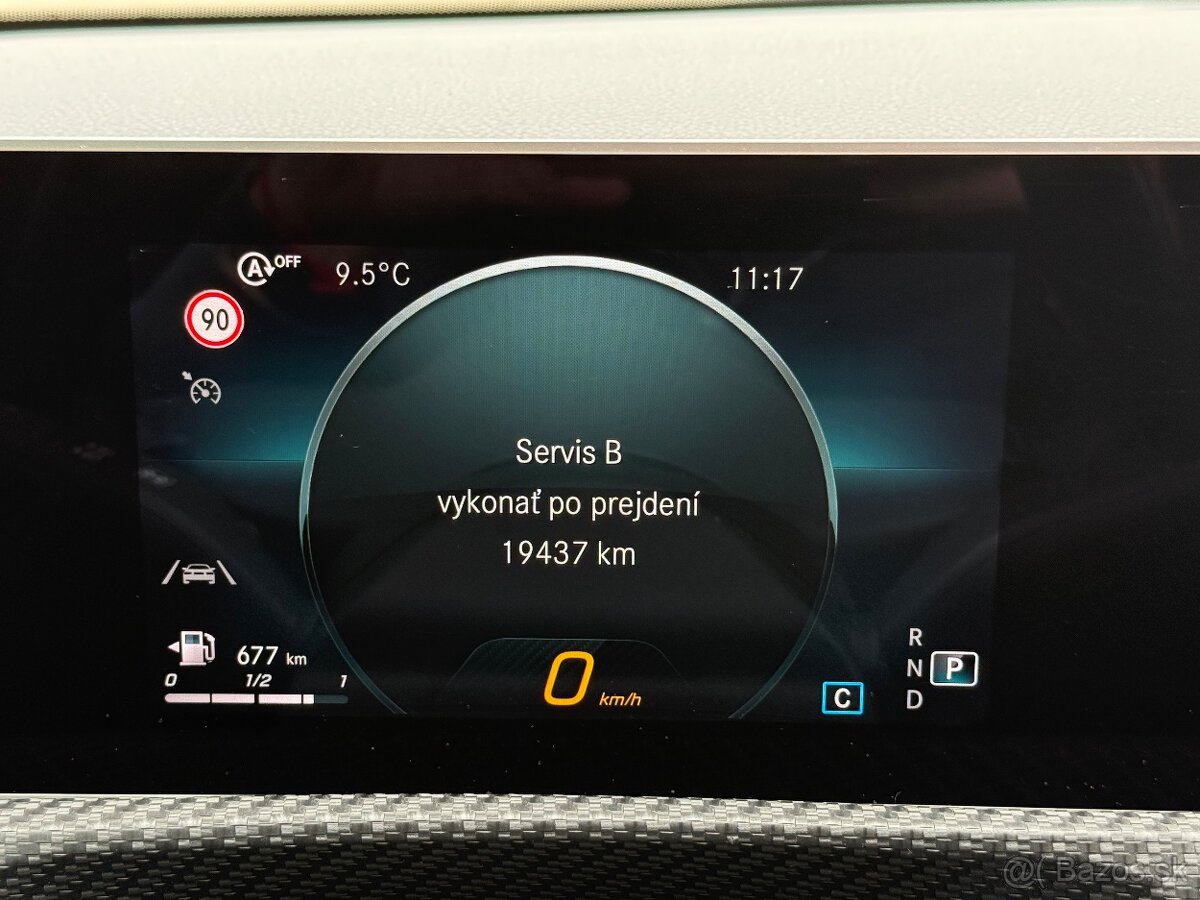 A OFF
9.5°C
11:17
90
Servis B
vykonať po prejdení
19437 km
677 km
0 1/2 1
0 km/h
C
R
N P
D
@( Bazos.sk